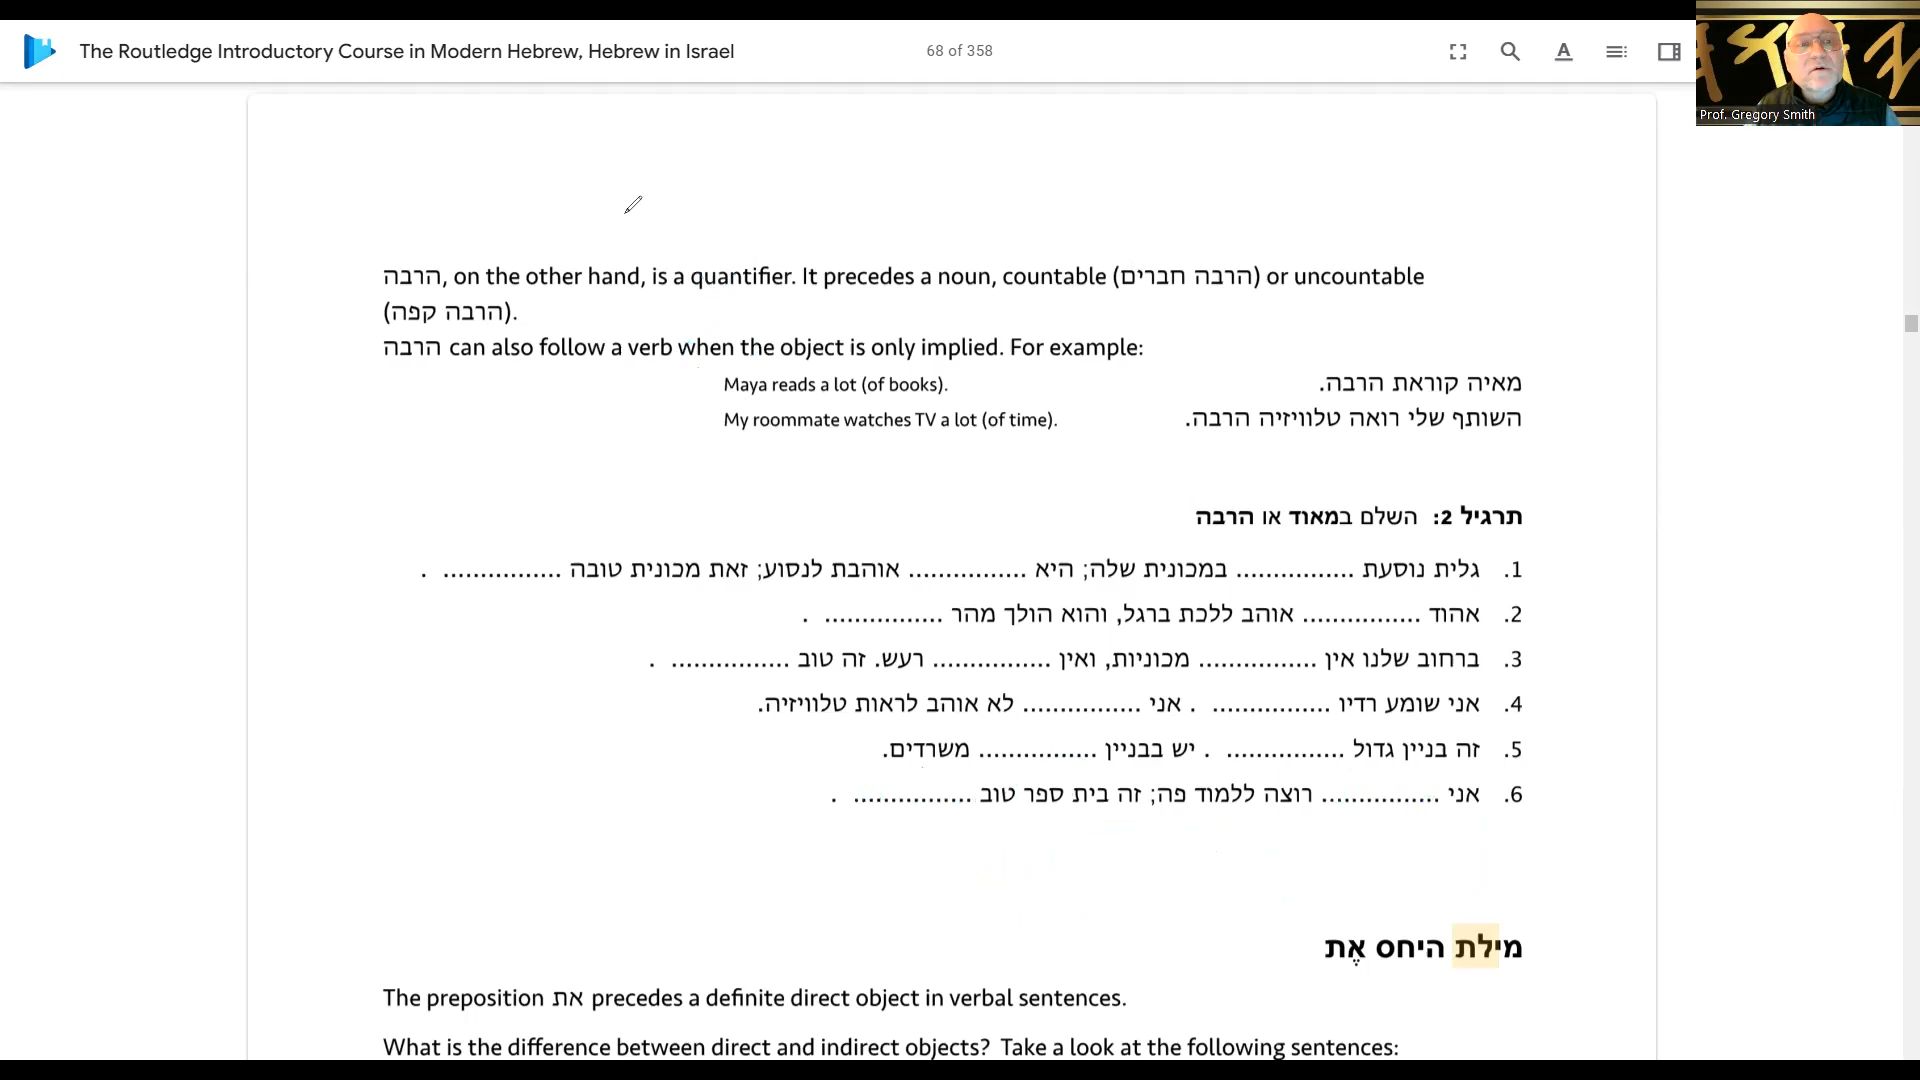 The Routledge Introductory Course in Modern Hebrew, Hebrew in Israel
68 of 358
Prof. Gregory Smith
הרבה, on the other hand, is a quantifier. It precedes a noun, countable (הרבה חברים) or uncountable
(הרבה קפה).
הרבה can also follow a verb when the object is only implied. For example:
מאיה קוראת הרבה. Maya reads a lot (of books).
השותף שלי רואה טלוויזיה הרבה. My roommate watches TV a lot (of time).
תרגיל 2: השלם במאוד או הרבה
1. גלית נוסעת ................ במכונית שלה; היא ................ אוהבת לנסוע; זאת מכונית טובה ................ .
2. אהוד ................ אוהב ללכת ברגל, והוא הולך מהר ................ .
3. ברחוב שלנו אין ................ מכוניות, ואין ................ רעש. זה טוב ................ .
4. אני שומע רדיו ................ . אני ................ לא אוהב לראות טלוויזיה.
5. זה בניין גדול ................ . יש בבניין ................ משרדים.
6. אני ................ רוצה ללמוד פה; זה בית ספר טוב ................ .
מילת היחס אֶת
The preposition את precedes a definite direct object in verbal sentences.
What is the difference between direct and indirect objects? Take a look at the following sentences: